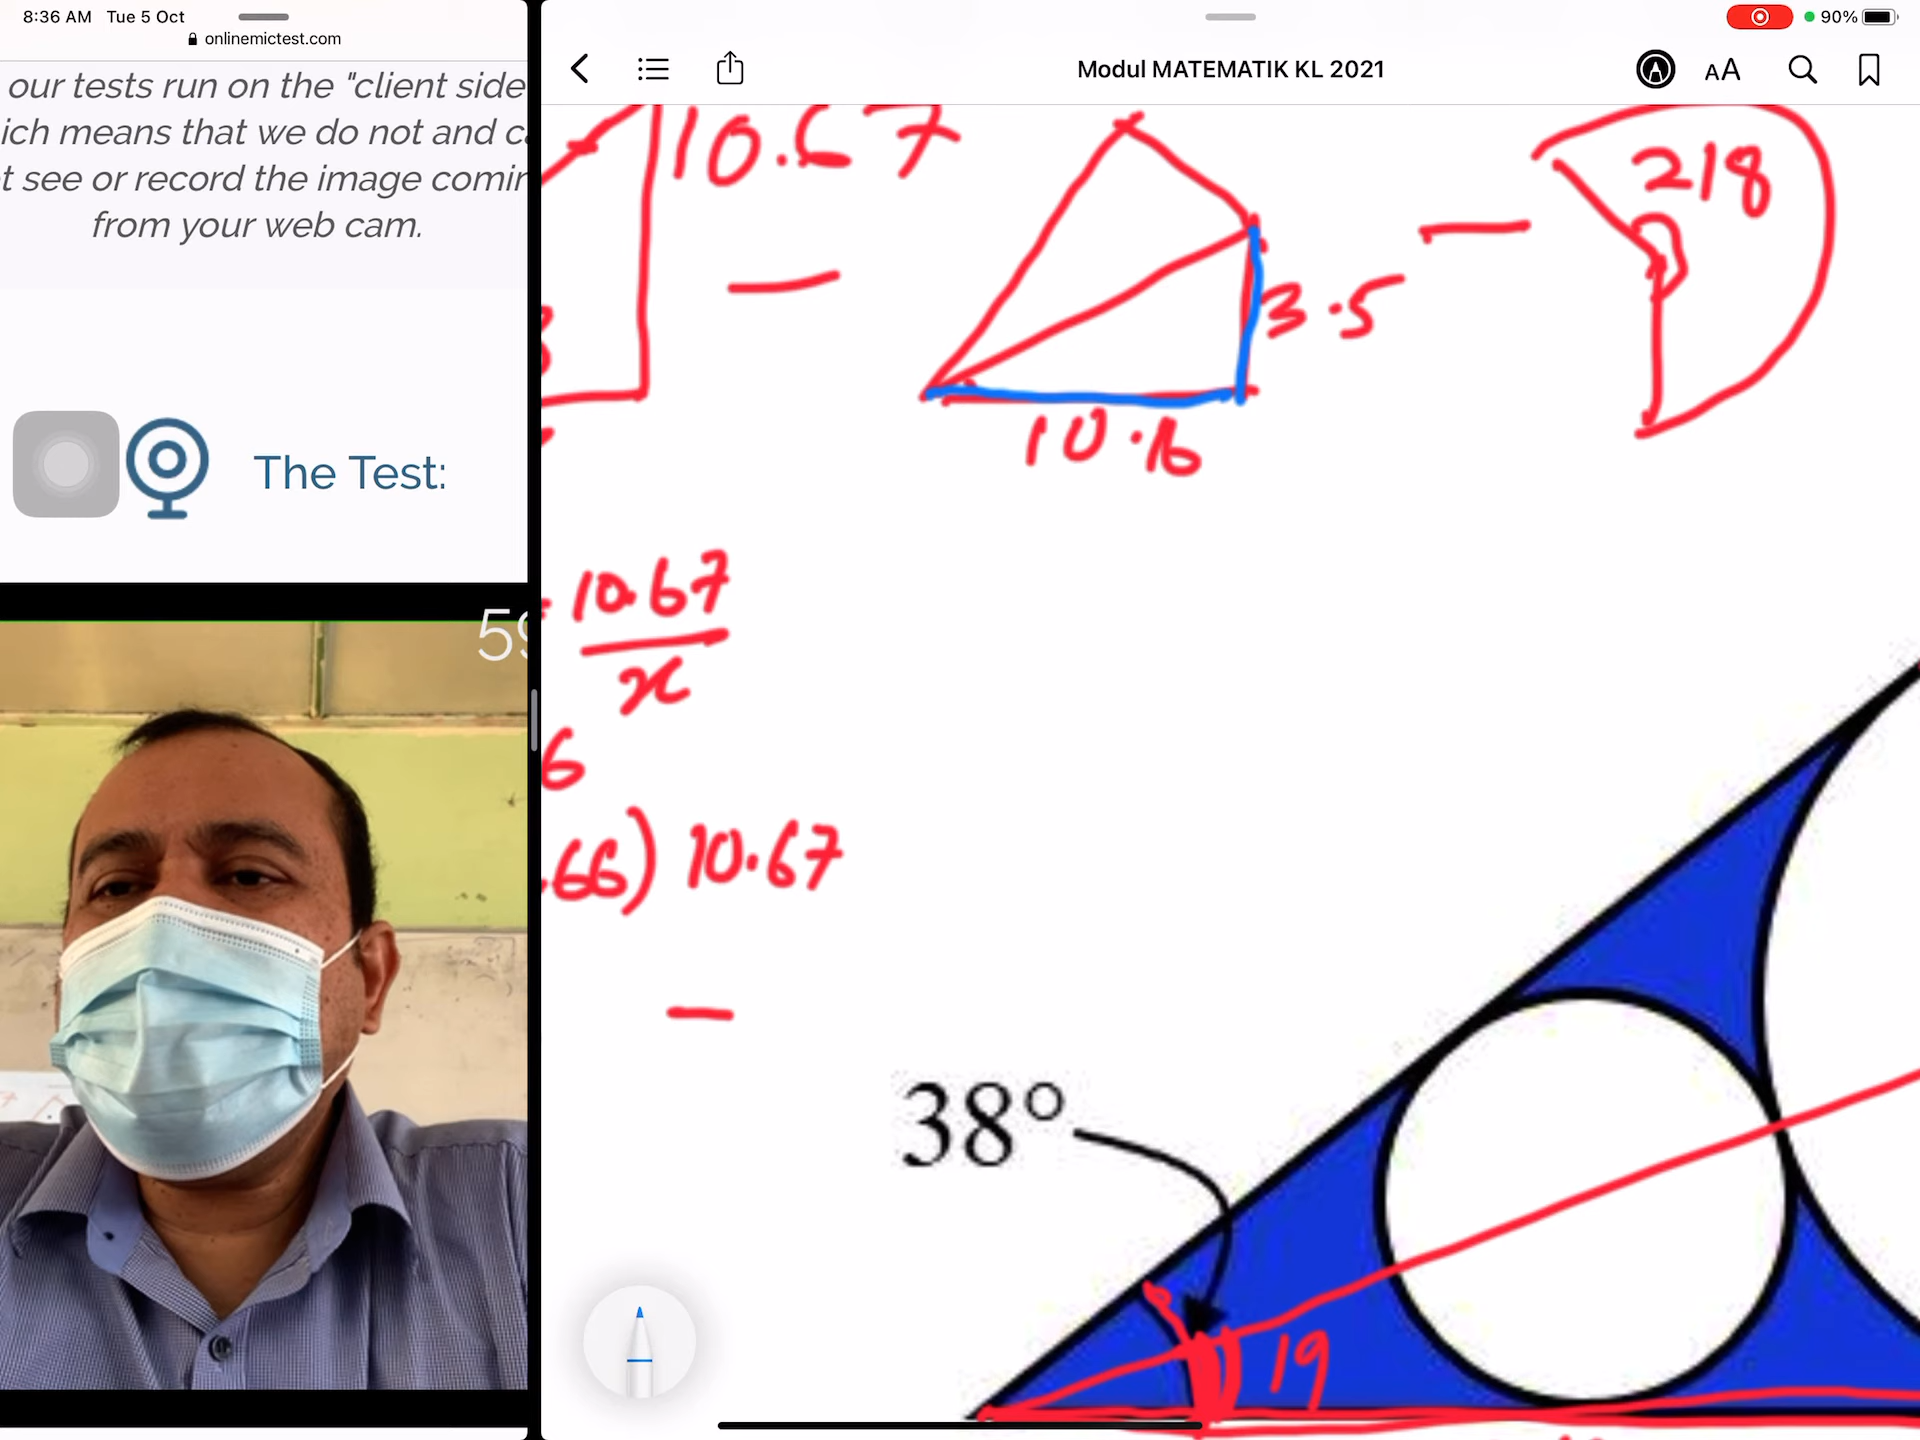 8:36 AM Tue 5 Oct
onlinemictest.com
our tests run on the "client side
ich means that we do not and c
t see or record the image comin
from your web cam.
The Test:
59
90%
Modul MATEMATIK KL 2021
AA
10.67
—
3.5
10.16
—
218
= 10.67
x
6
.66) 10.67
—
38°
19